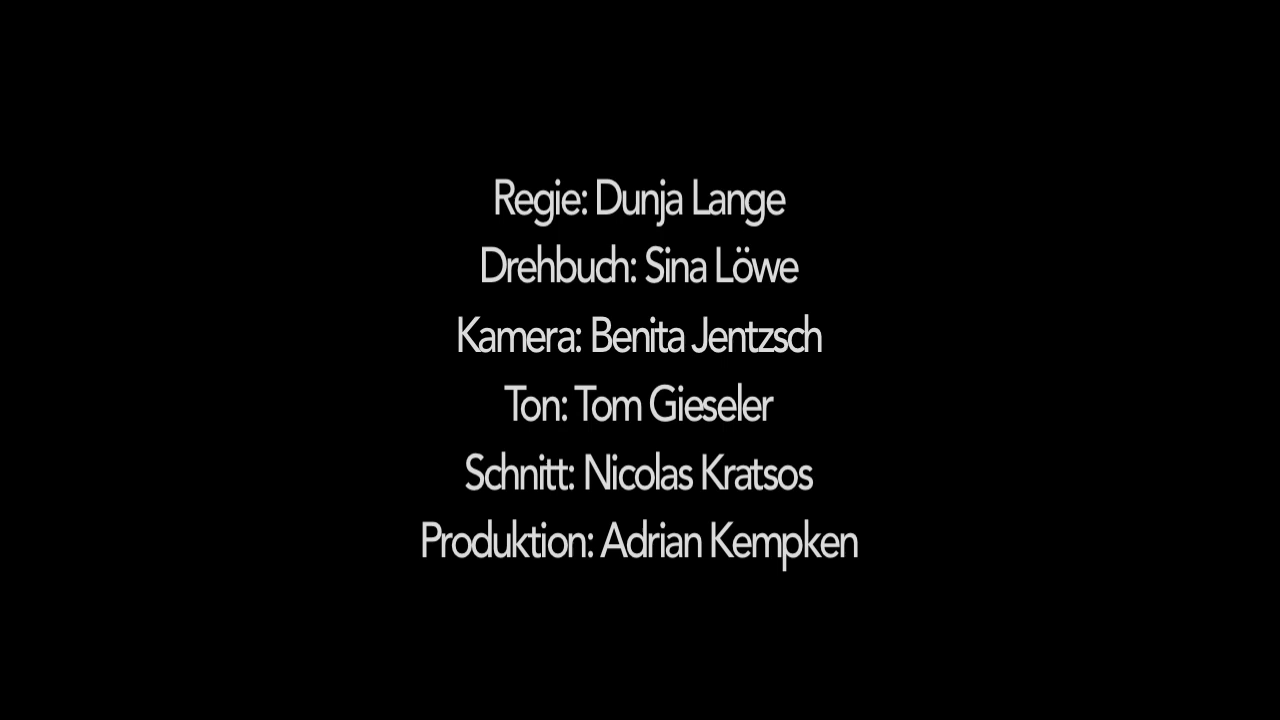 Regie: Dunja Lange
Drehbuch: Sina Löwe
Kamera: Benita Jentzsch
Ton: Tom Gieseler
Schnitt: Nicolas Kratsos
Produktion: Adrian Kempken